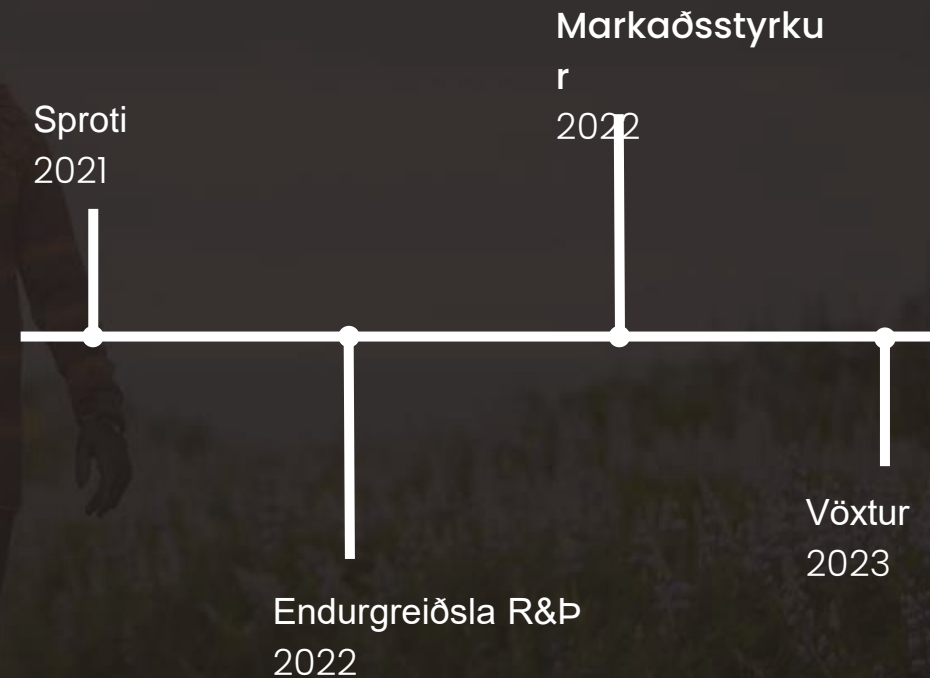 Sproti
2021
Endurgreiðsla R&Þ
2022
Markaðsstyrku
r
2022
Vöxtur
2023